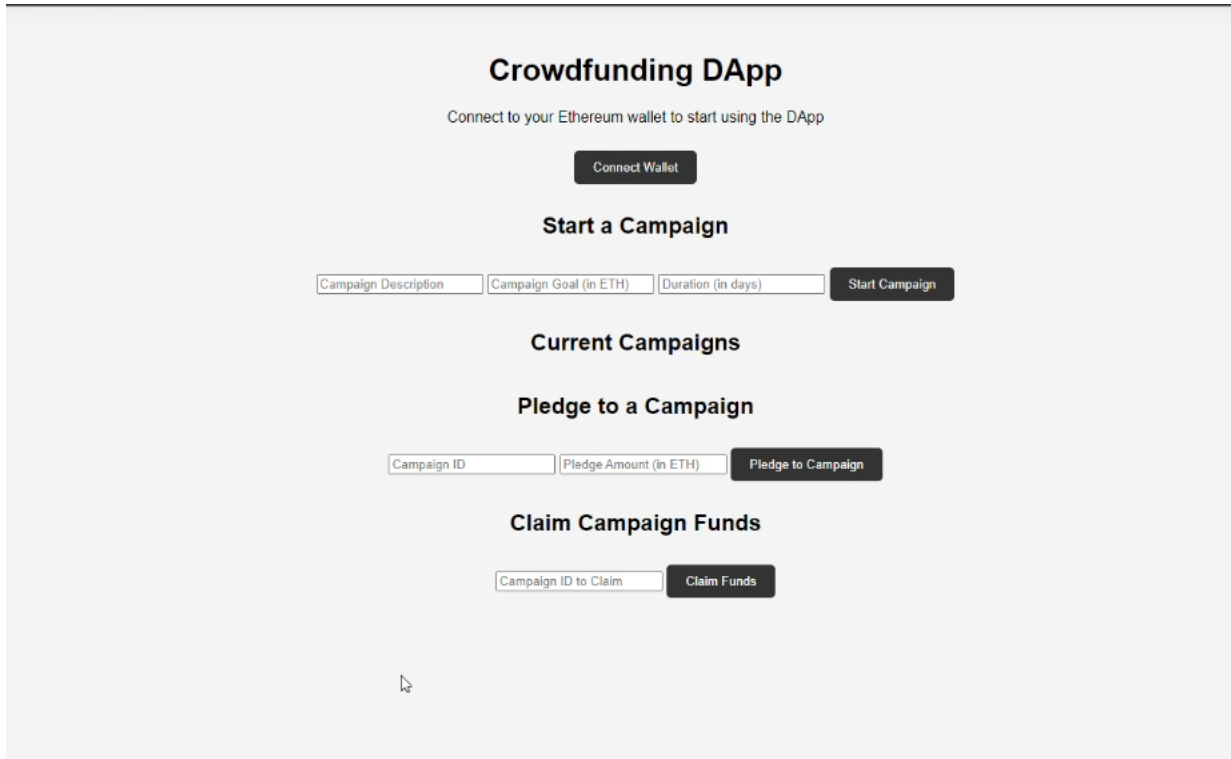 Crowdfunding DApp
Connect to your Ethereum wallet to start using the DApp
Connect Wallet
Start a Campaign
Campaign Description Campaign Goal (in ETH) Duration (in days) Start Campaign
Current Campaigns
Pledge to a Campaign
Campaign ID Pledge Amount (in ETH) Pledge to Campaign
Claim Campaign Funds
Campaign ID to Claim Claim Funds